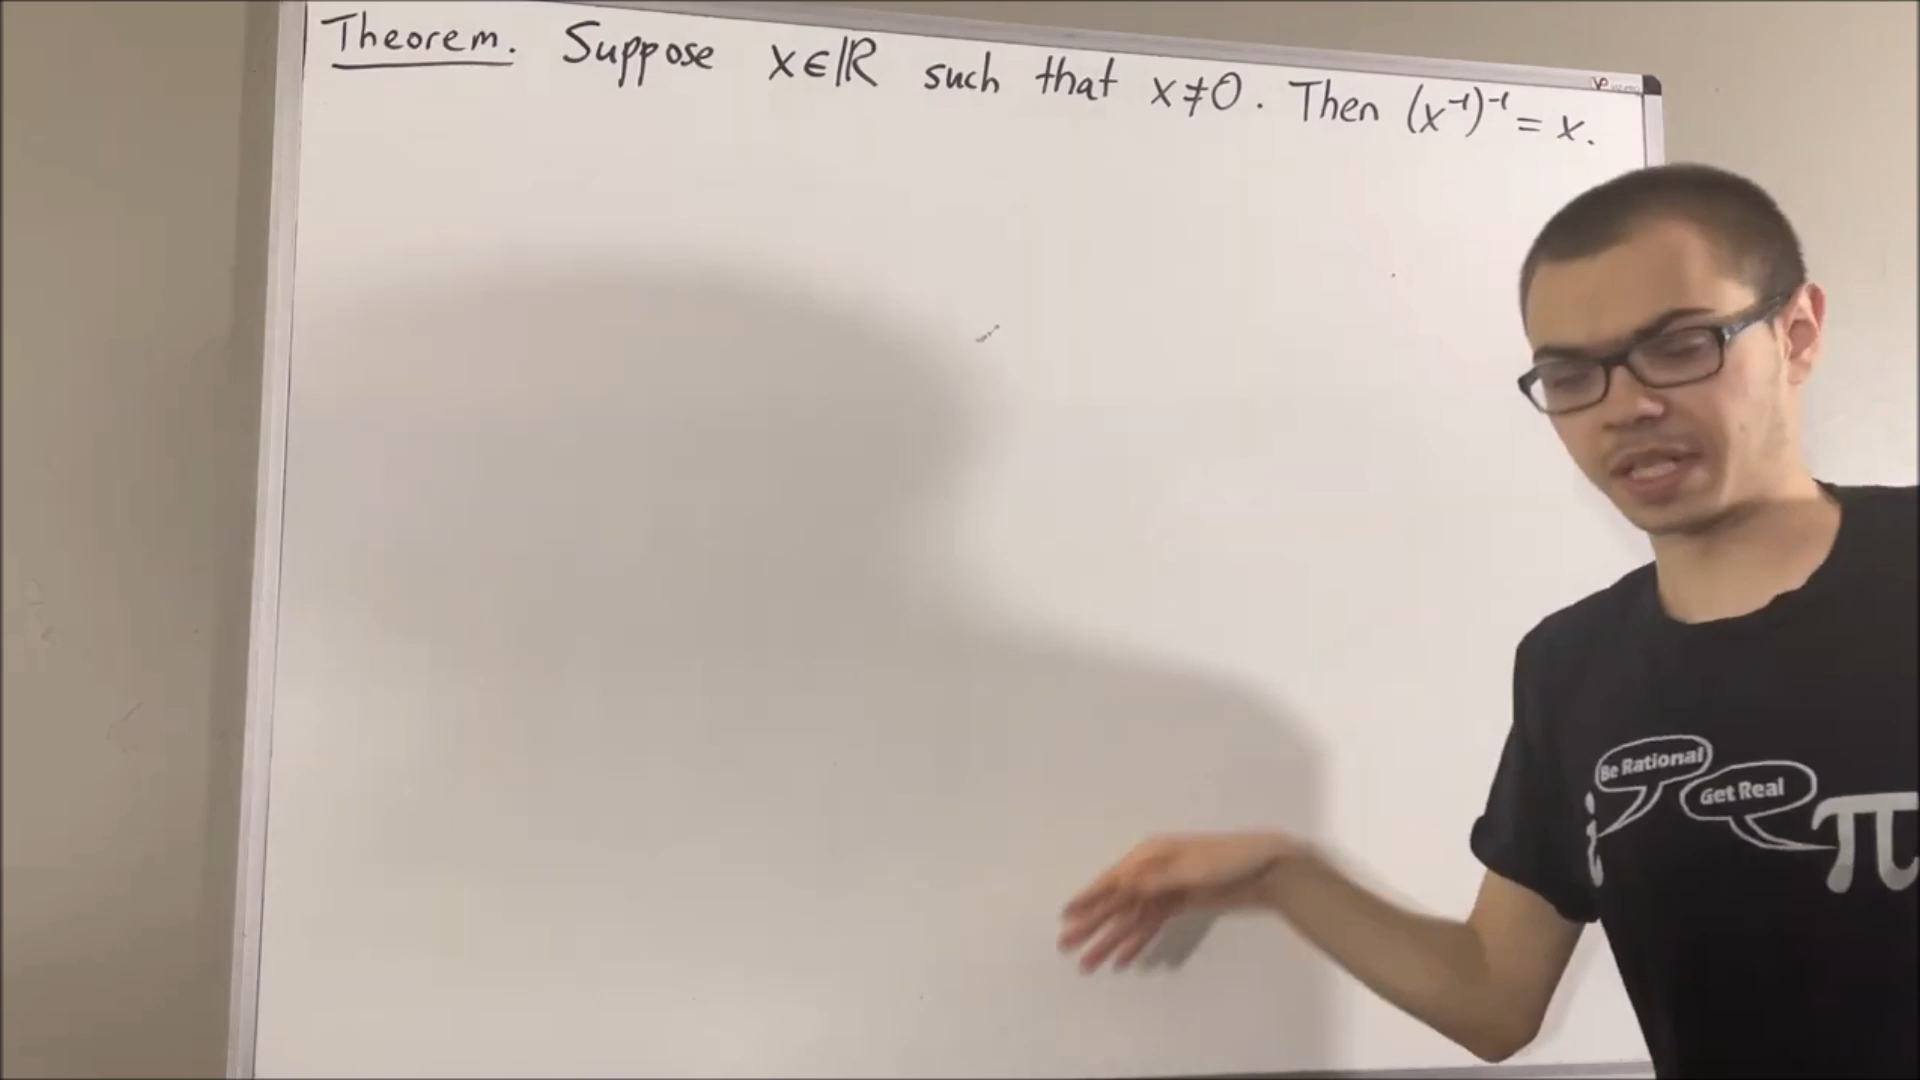 Theorem. Suppose x∈ℝ such that x≠0. Then (x⁻¹)⁻¹ = x.
Be Rational
Get Real
i
π